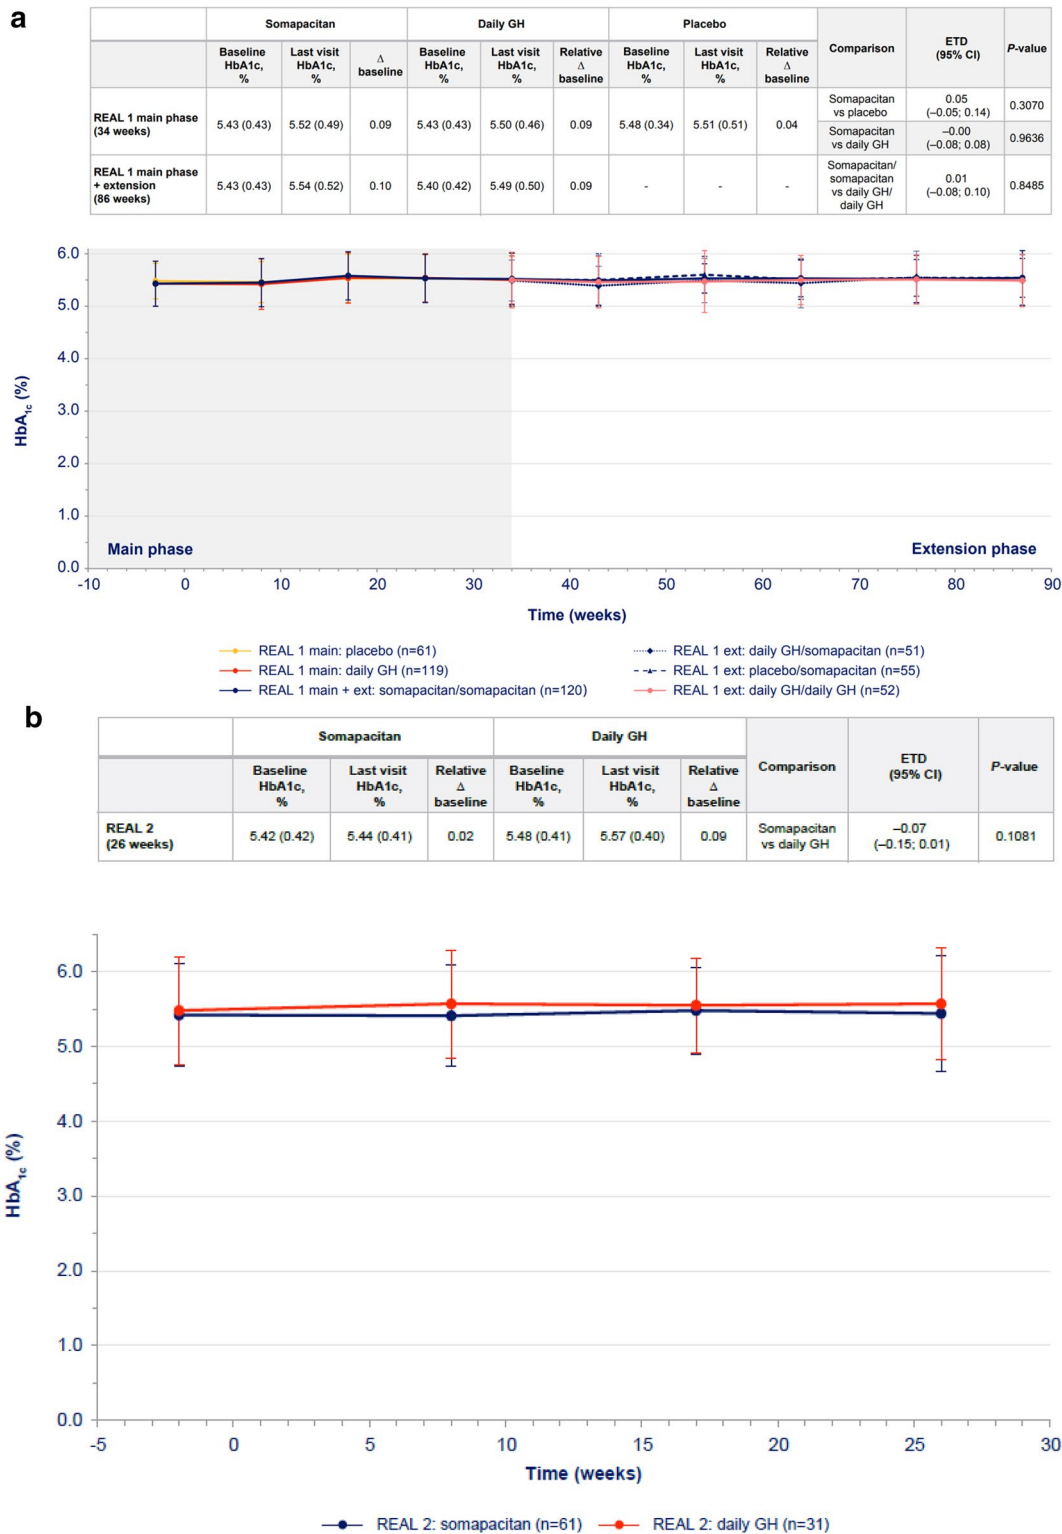 a
Somapacitan Daily GH Placebo Comparison ETD (95% CI) P-value
Baseline HbA1c, % Last visit HbA1c, % Δ baseline Baseline HbA1c, % Last visit HbA1c, % Relative Δ baseline Baseline HbA1c, % Last visit HbA1c, % Relative Δ baseline
REAL 1 main phase (34 weeks) 5.43 (0.43) 5.52 (0.49) 0.09 5.43 (0.43) 5.50 (0.46) 0.09 5.48 (0.34) 5.51 (0.51) 0.04 Somapacitan vs placebo 0.05 (–0.05; 0.14) 0.3070
Somapacitan vs daily GH –0.00 (–0.08; 0.08) 0.9636
REAL 1 main phase + extension (86 weeks) 5.43 (0.43) 5.54 (0.52) 0.10 5.40 (0.42) 5.49 (0.50) 0.09 - - - Somapacitan/ somapacitan vs daily GH/ daily GH 0.01 (–0.08; 0.10) 0.8485
HbA1c (%)
6.0
5.0
4.0
3.0
2.0
1.0
0.0
Main phase Extension phase
-10 0 10 20 30 40 50 60 70 80 90
Time (weeks)
REAL 1 main: placebo (n=61) REAL 1 ext: daily GH/somapacitan (n=51)
REAL 1 main: daily GH (n=119) REAL 1 ext: placebo/somapacitan (n=55)
REAL 1 main + ext: somapacitan/somapacitan (n=120) REAL 1 ext: daily GH/daily GH (n=52)
b
Somapacitan Daily GH Comparison ETD (95% CI) P-value
Baseline HbA1c, % Last visit HbA1c, % Relative Δ baseline Baseline HbA1c, % Last visit HbA1c, % Relative Δ baseline
REAL 2 (26 weeks) 5.42 (0.42) 5.44 (0.41) 0.02 5.48 (0.41) 5.57 (0.40) 0.09 Somapacitan vs daily GH –0.07 (–0.15; 0.01) 0.1081
HbA1c (%)
6.0
5.0
4.0
3.0
2.0
1.0
0.0
-5 0 5 10 15 20 25 30
Time (weeks)
REAL 2: somapacitan (n=61) REAL 2: daily GH (n=31)